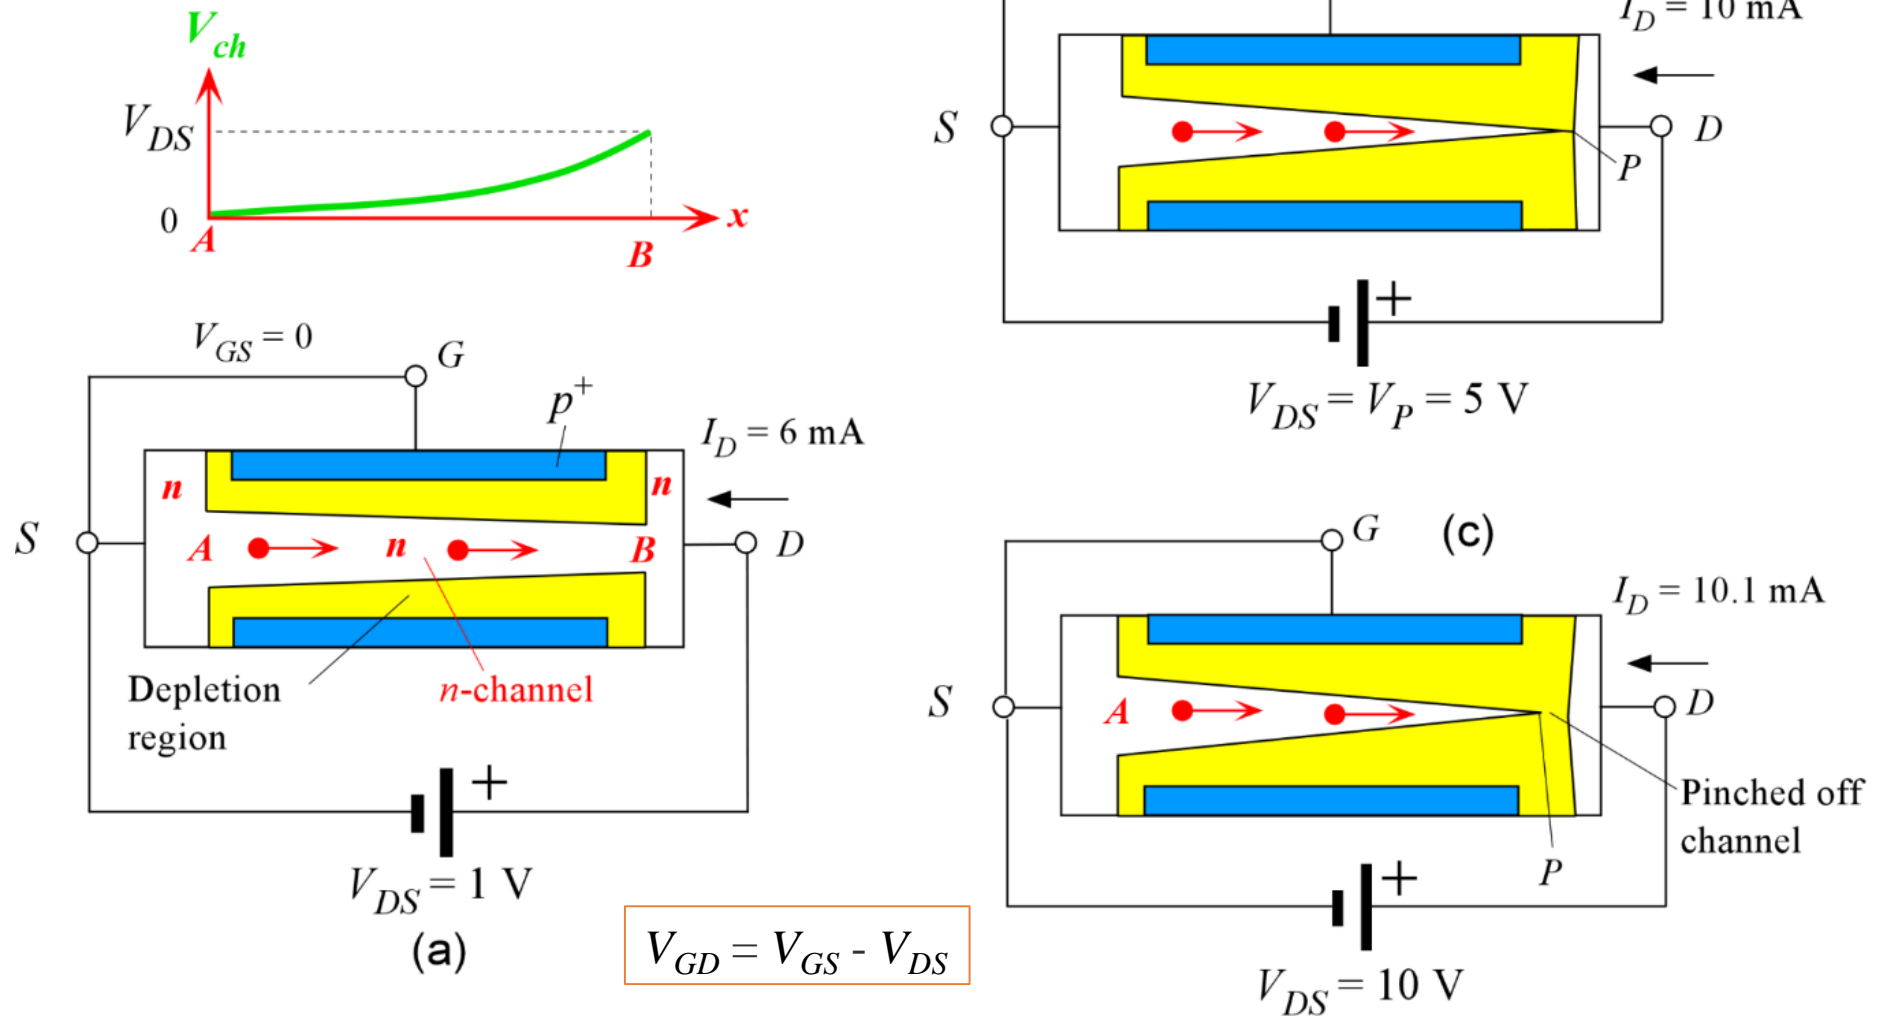 V_ch
V_DS
0
A
B
x
V_GS = 0
G
p^+
I_D = 6 mA
n
n
S
A
n
B
D
Depletion
region
n-channel
+
V_DS = 1 V
(a)
V_GD = V_GS - V_DS
I_D = 10 mA
S
D
P
+
V_DS = V_P = 5 V
G
(c)
I_D = 10.1 mA
S
A
D
Pinched off
channel
P
+
V_DS = 10 V